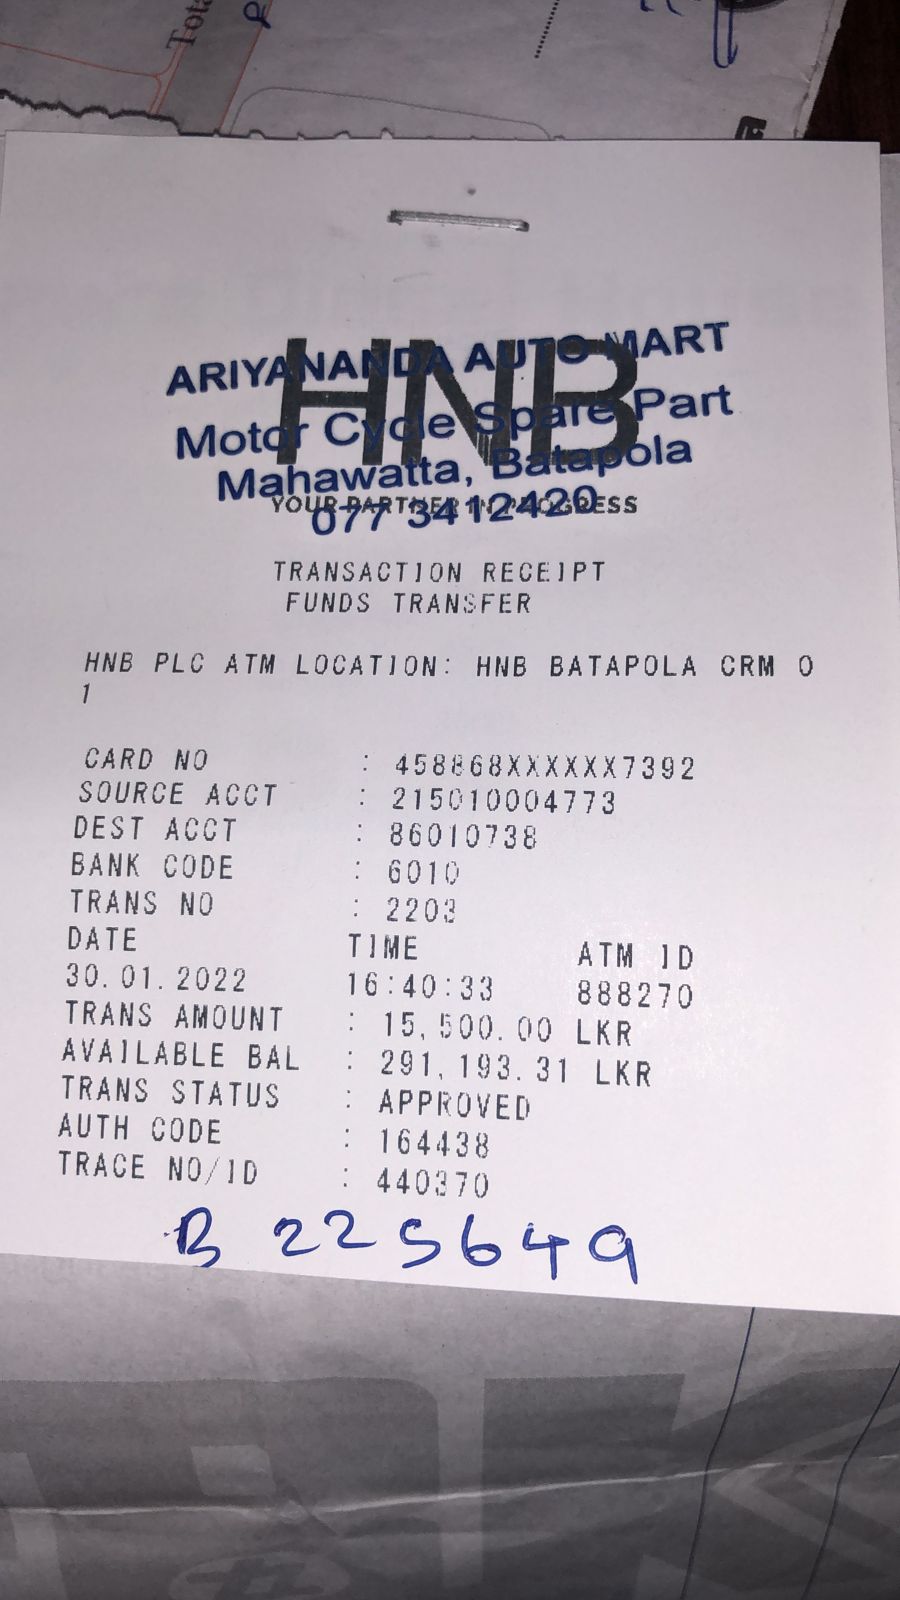 Tota
HNB
ARIYANANDA AUTO MART
Motor Cycle Spare Part
Mahawatta, Batapola
YOUR PARTNER IN PROGRESS
077 3412420
TRANSACTION RECEIPT
FUNDS TRANSFER
HNB PLC ATM LOCATION: HNB BATAPOLA CRM 0
1
CARD NO : 458868XXXXXX7392
SOURCE ACCT : 215010004773
DEST ACCT : 86010738
BANK CODE : 6010
TRANS NO : 2203
DATE TIME ATM ID
30.01.2022 16:40:33 888270
TRANS AMOUNT : 15,500.00 LKR
AVAILABLE BAL : 291,193.31 LKR
TRANS STATUS : APPROVED
AUTH CODE : 164438
TRACE NO/ID : 440370
B 225649